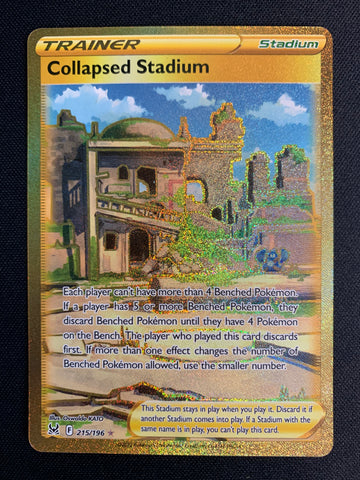 TRAINER
Stadium
Collapsed Stadium
Each player can't have more than 4 Benched Pokémon.
If a player has 5 or more Benched Pokémon, they
discard Benched Pokémon until they have 4 Pokémon
on the Bench. The player who played this card discards
first. If more than one effect changes the number of
Benched Pokémon allowed, use the smaller number.
Illus. Oswaldo KATO
215/196
This Stadium stays in play when you play it. Discard it if
another Stadium comes into play. If a Stadium with the
same name is in play, you can't play this card.